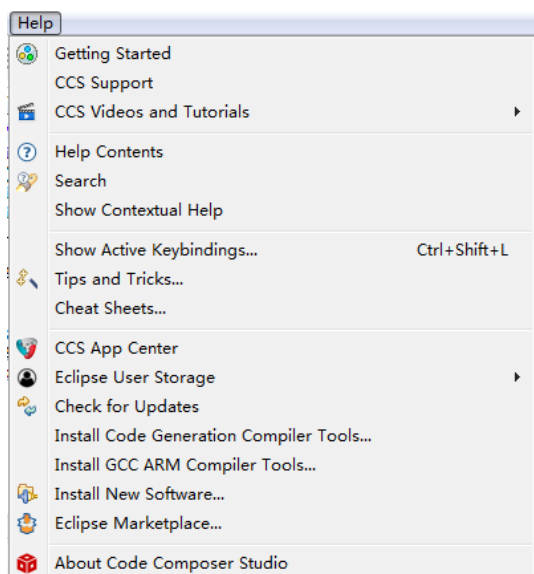 Help
Getting Started
CCS Support
CCS Videos and Tutorials
Help Contents
Search
Show Contextual Help
Show Active Keybindings... Ctrl+Shift+L
Tips and Tricks...
Cheat Sheets...
CCS App Center
Eclipse User Storage
Check for Updates
Install Code Generation Compiler Tools...
Install GCC ARM Compiler Tools...
Install New Software...
Eclipse Marketplace...
About Code Composer Studio